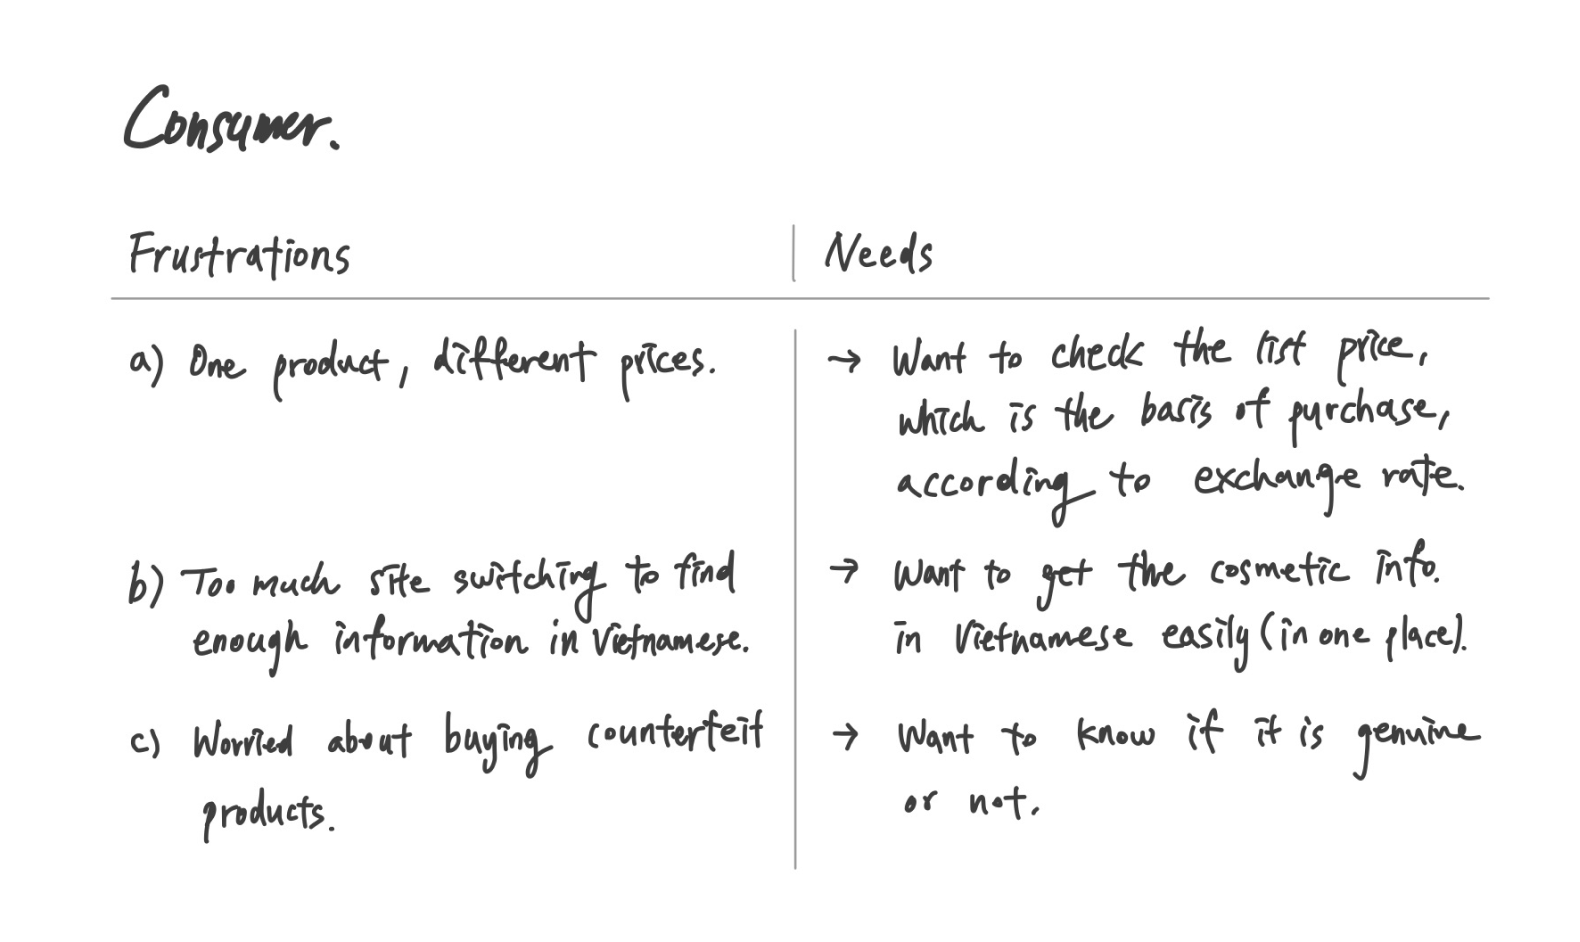 Consumer.
Frustrations
Needs
a) One product, different prices.
→ Want to check the list price,
which is the basis of purchase,
according to exchange rate.
b) Too much site switching to find
enough information in Vietnamese.
→ Want to get the cosmetic info.
in Vietnamese easily (in one place).
c) Worried about buying counterfeit
products.
→ Want to know if it is genuine
or not.